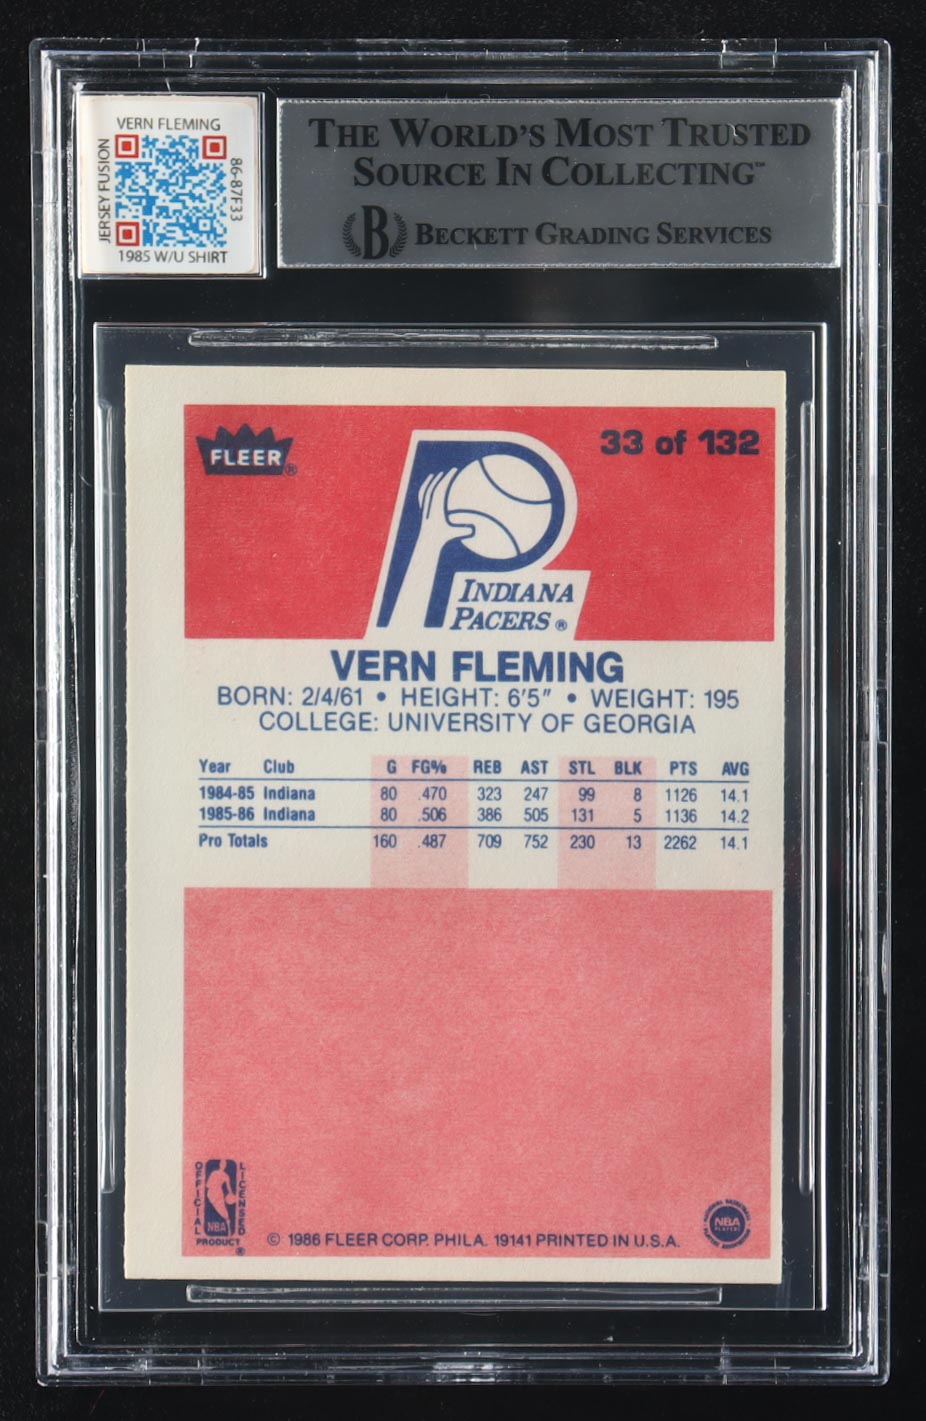 VERN FLEMING
JERSEY FUSION
86-87F33
1985 W/U SHIRT
THE WORLD'S MOST TRUSTED
SOURCE IN COLLECTING™
B BECKETT GRADING SERVICES
FLEER®
33 of 132
INDIANA
PACERS®
VERN FLEMING
BORN: 2/4/61 • HEIGHT: 6'5" • WEIGHT: 195
COLLEGE: UNIVERSITY OF GEORGIA
Year Club G FG% REB AST STL BLK PTS AVG
1984-85 Indiana 80 .470 323 247 99 8 1126 14.1
1985-86 Indiana 80 .506 386 505 131 5 1136 14.2
Pro Totals 160 .487 709 752 230 13 2262 14.1
OFFICIAL
LICENSED
NBA
PRODUCT ®
© 1986 FLEER CORP. PHILA. 19141 PRINTED IN U.S.A.
NBA
PLAYERS